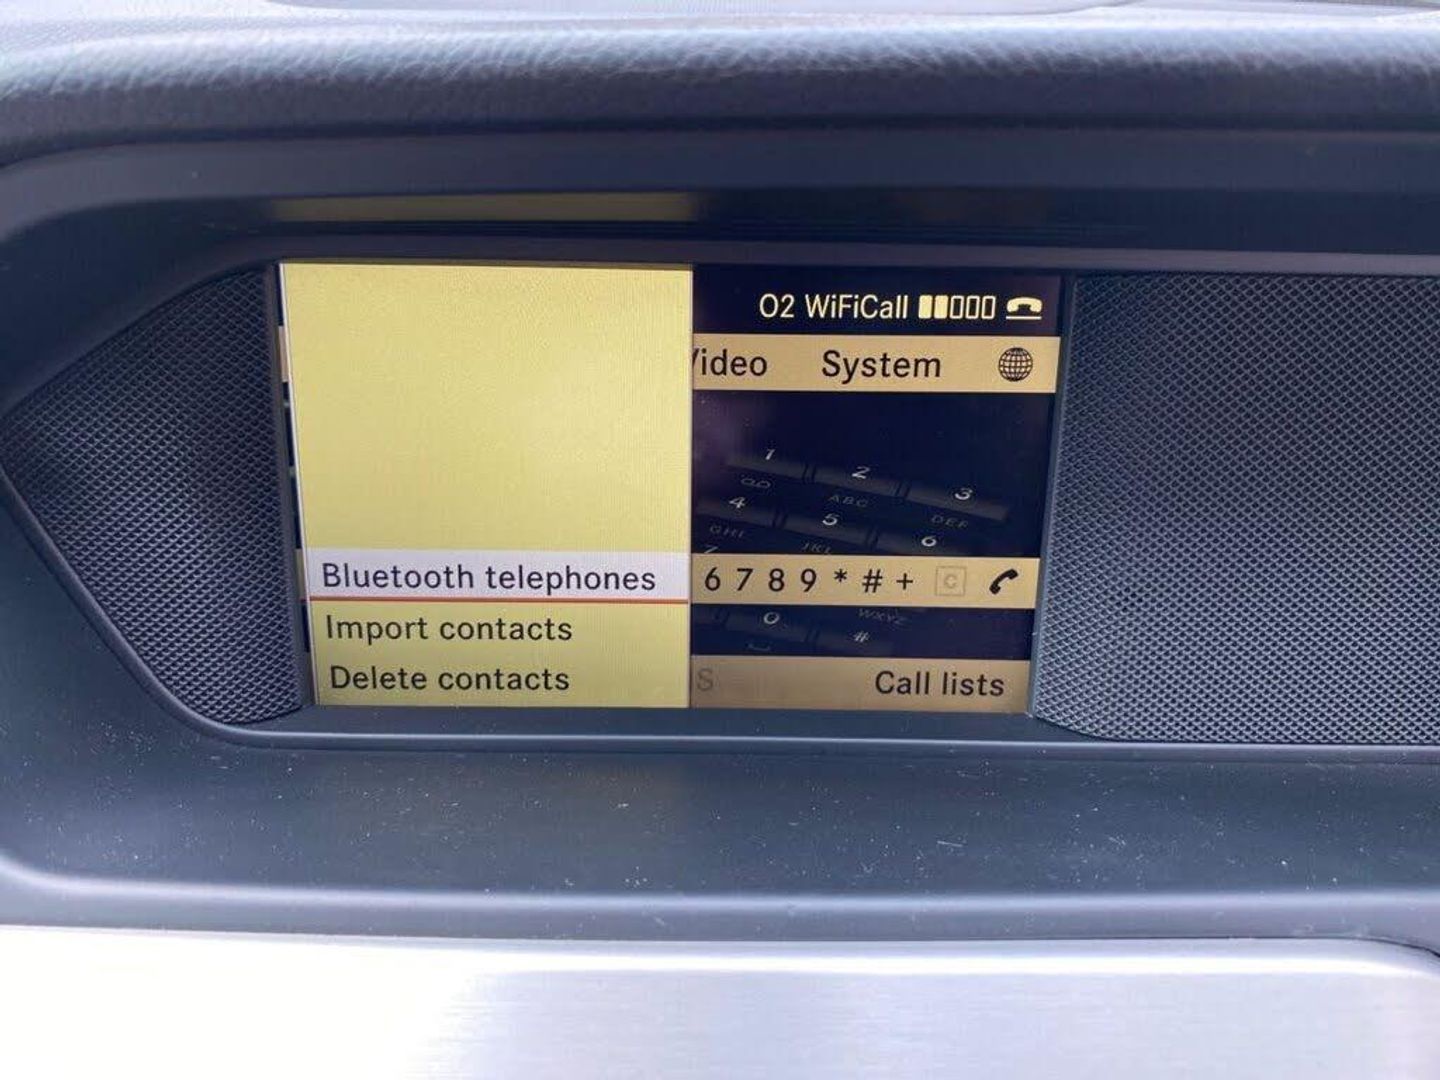 O2 WiFiCall
Video System
1 2 3
ABC DEF
4 5 6
GHI JKL
7
Bluetooth telephones 6 7 8 9 * # + C
0 WXYZ
#
Import contacts
Delete contacts S Call lists